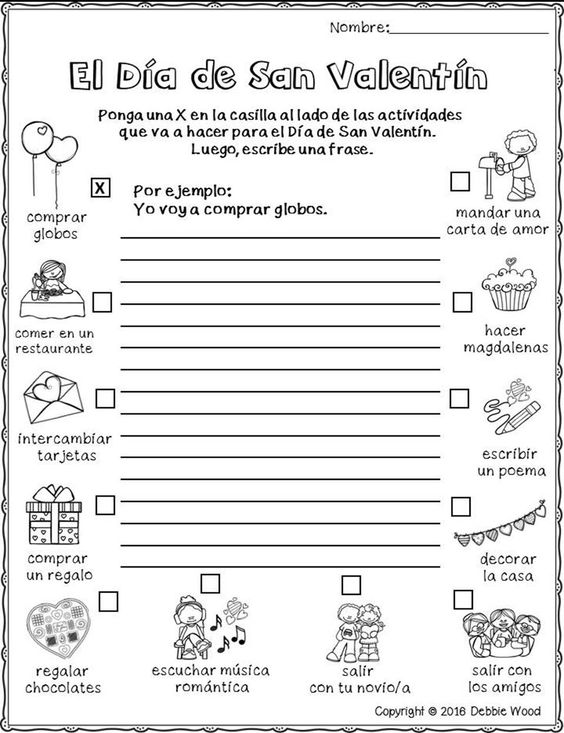 Nombre:
El Día de San Valentín
Ponga una X en la casilla al lado de las actividades
que va a hacer para el Día de San Valentín.
Luego, escribe una frase.
X
Por ejemplo:
Yo voy a comprar globos.
comprar
globos
mandar una
carta de amor
comer en un
restaurante
hacer
magdalenas
intercambiar
tarjetas
escribir
un poema
comprar
un regalo
decorar
la casa
regalar
chocolates
escuchar música
romántica
salir
con tu novio/a
salir con
los amigos
Copyright © 2016 Debbie Wood